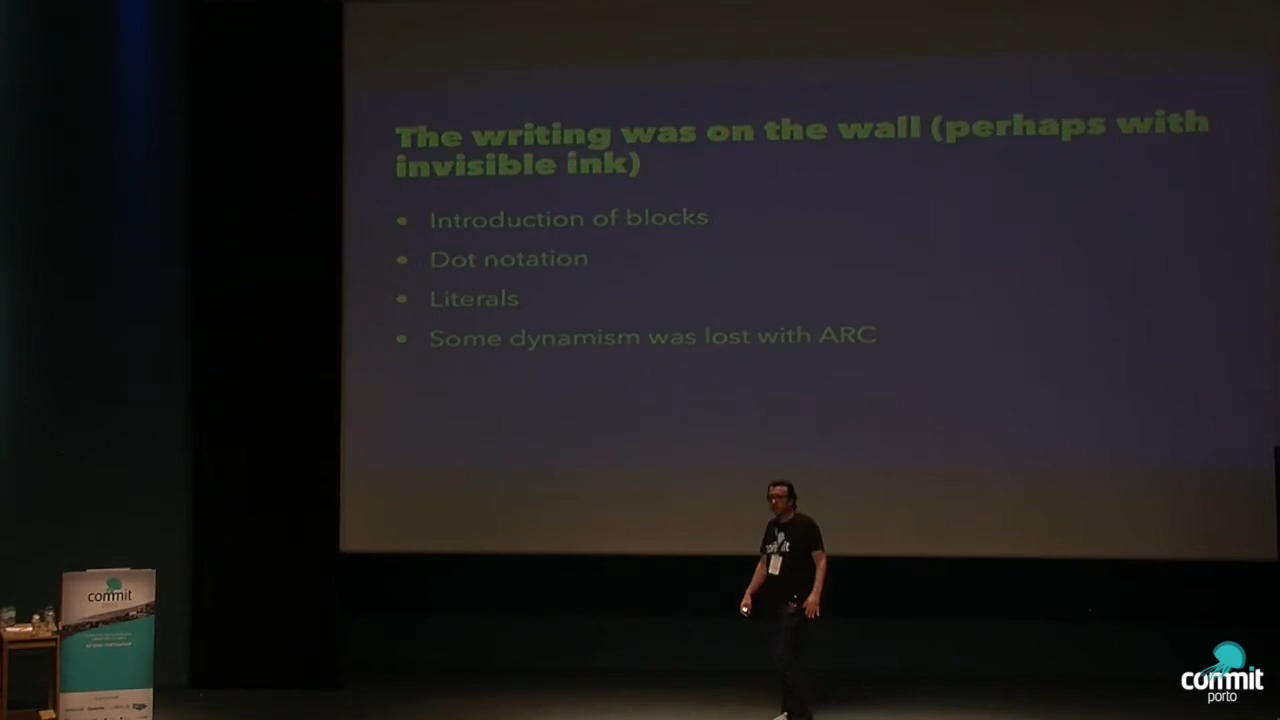 The writing was on the wall (perhaps with
invisible ink)
• Introduction of blocks
• Dot notation
• Literals
• Some dynamism was lost with ARC
commit
commit
porto